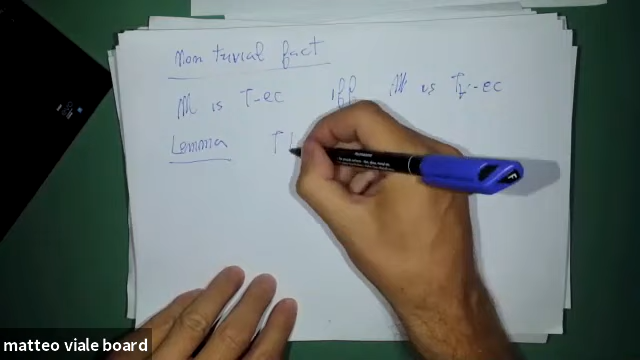 Non trivial fact
M is T-ec iff M is T∀-ec
Lemma T
matteo viale board